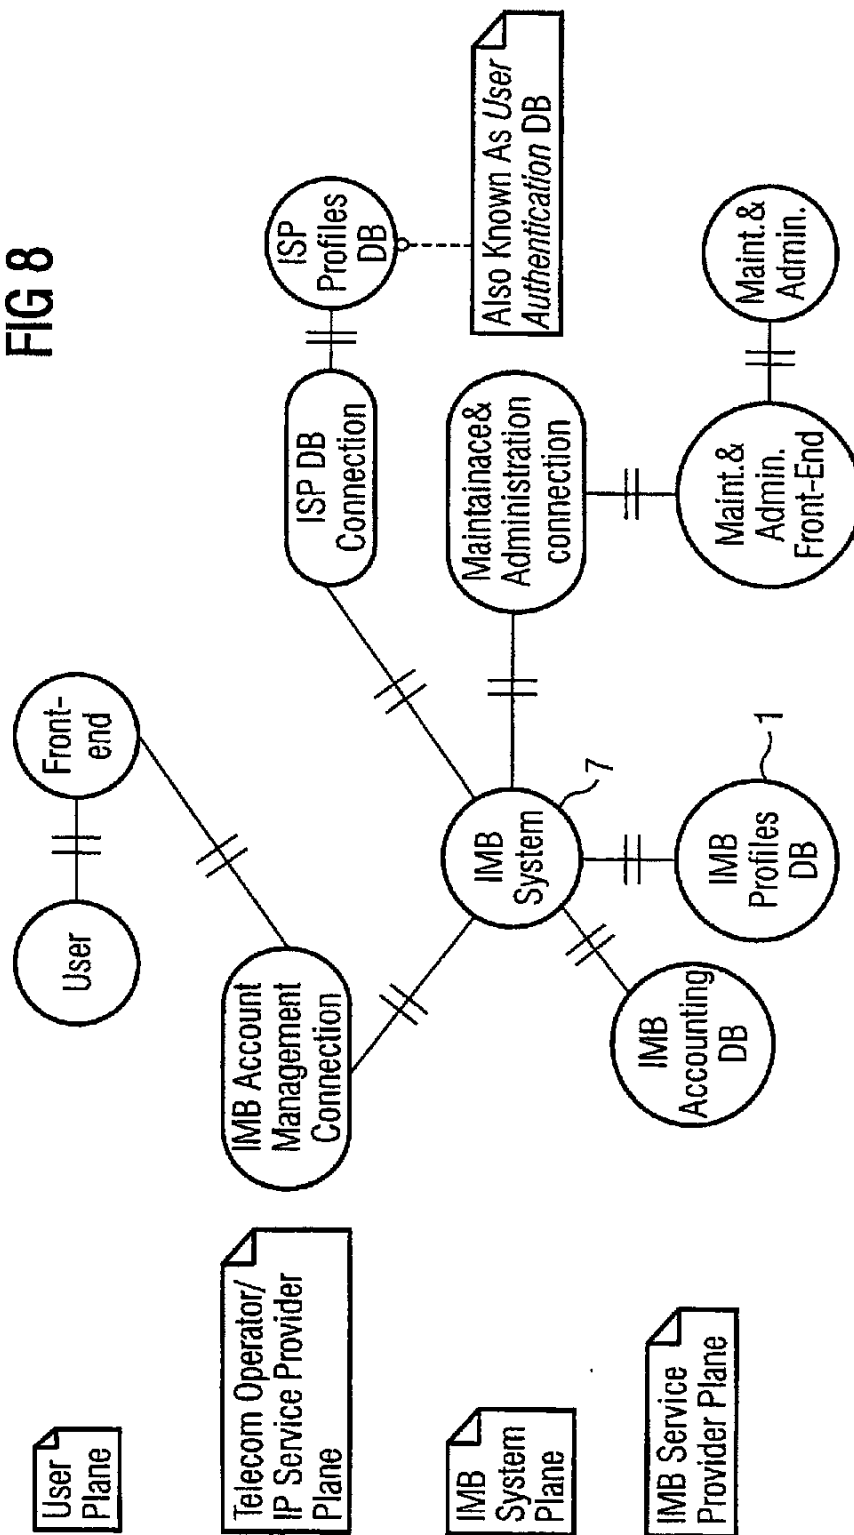 FIG 8
User
Plane
User
Front-
end
Telecom Operator/
IP Service Provider
Plane
IMB Account
Management
Connection
ISP DB
Connection
ISP
Profiles
DB
IMB
System
Plane
IMB
System
7
Maintainace&
Administration
connection
Also Known As User
Authentication DB
IMB Service
Provider Plane
IMB
Accounting
DB
IMB
Profiles
DB
1
Maint.&
Admin.
Front-End
Maint.&
Admin.